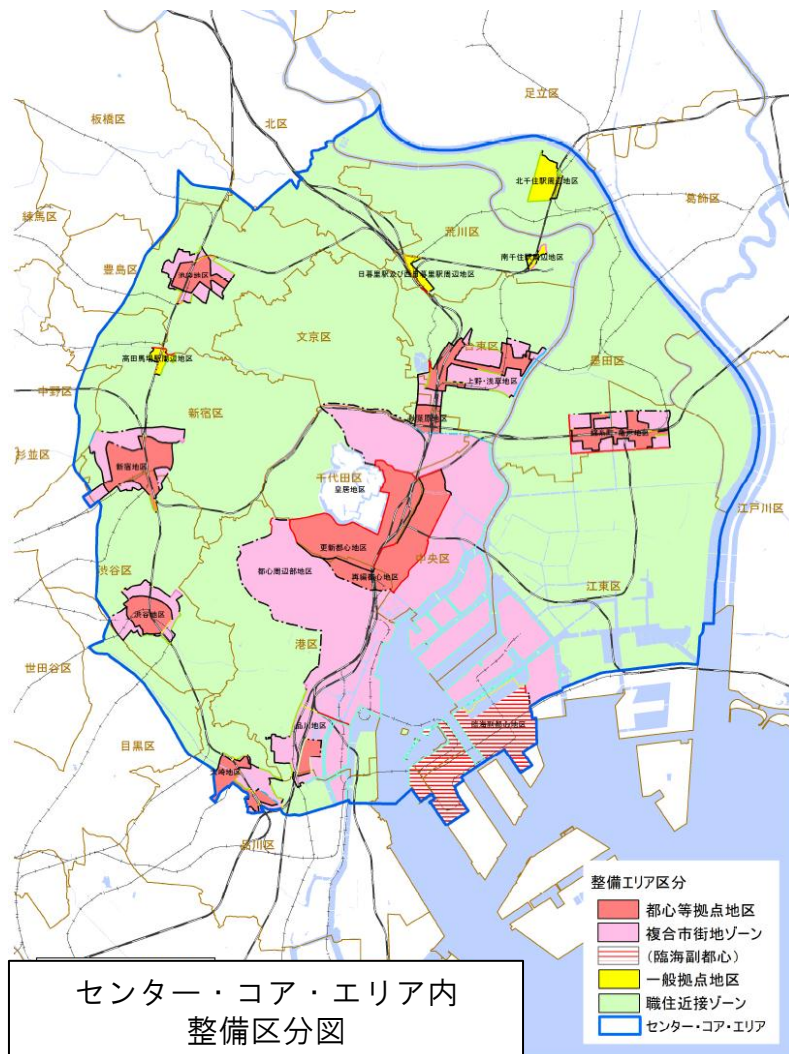 足立区
板橋区
北区
北千住駅周辺地区
葛飾区
練馬区
荒川区
豊島区
南千住駅周辺地区
池袋地区
日暮里駅及び西日暮里駅周辺地区
文京区
台東区
高田馬場駅周辺地区
墨田区
上野・浅草地区
中野区
新宿区
秋葉原地区
錦糸町・亀戸地区
杉並区
新宿地区
千代田区
皇居地区
江戸川区
更新都心地区
中央区
渋谷区
都心周辺部地区
再編都心地区
江東区
渋谷地区
港区
世田谷区
品川地区
臨海副都心地区
目黒区
大崎地区
品川区
整備エリア区分
都心等拠点地区
複合市街地ゾーン
(臨海副都心)
一般拠点地区
職住近接ゾーン
センター・コア・エリア
センター・コア・エリア内
整備区分図